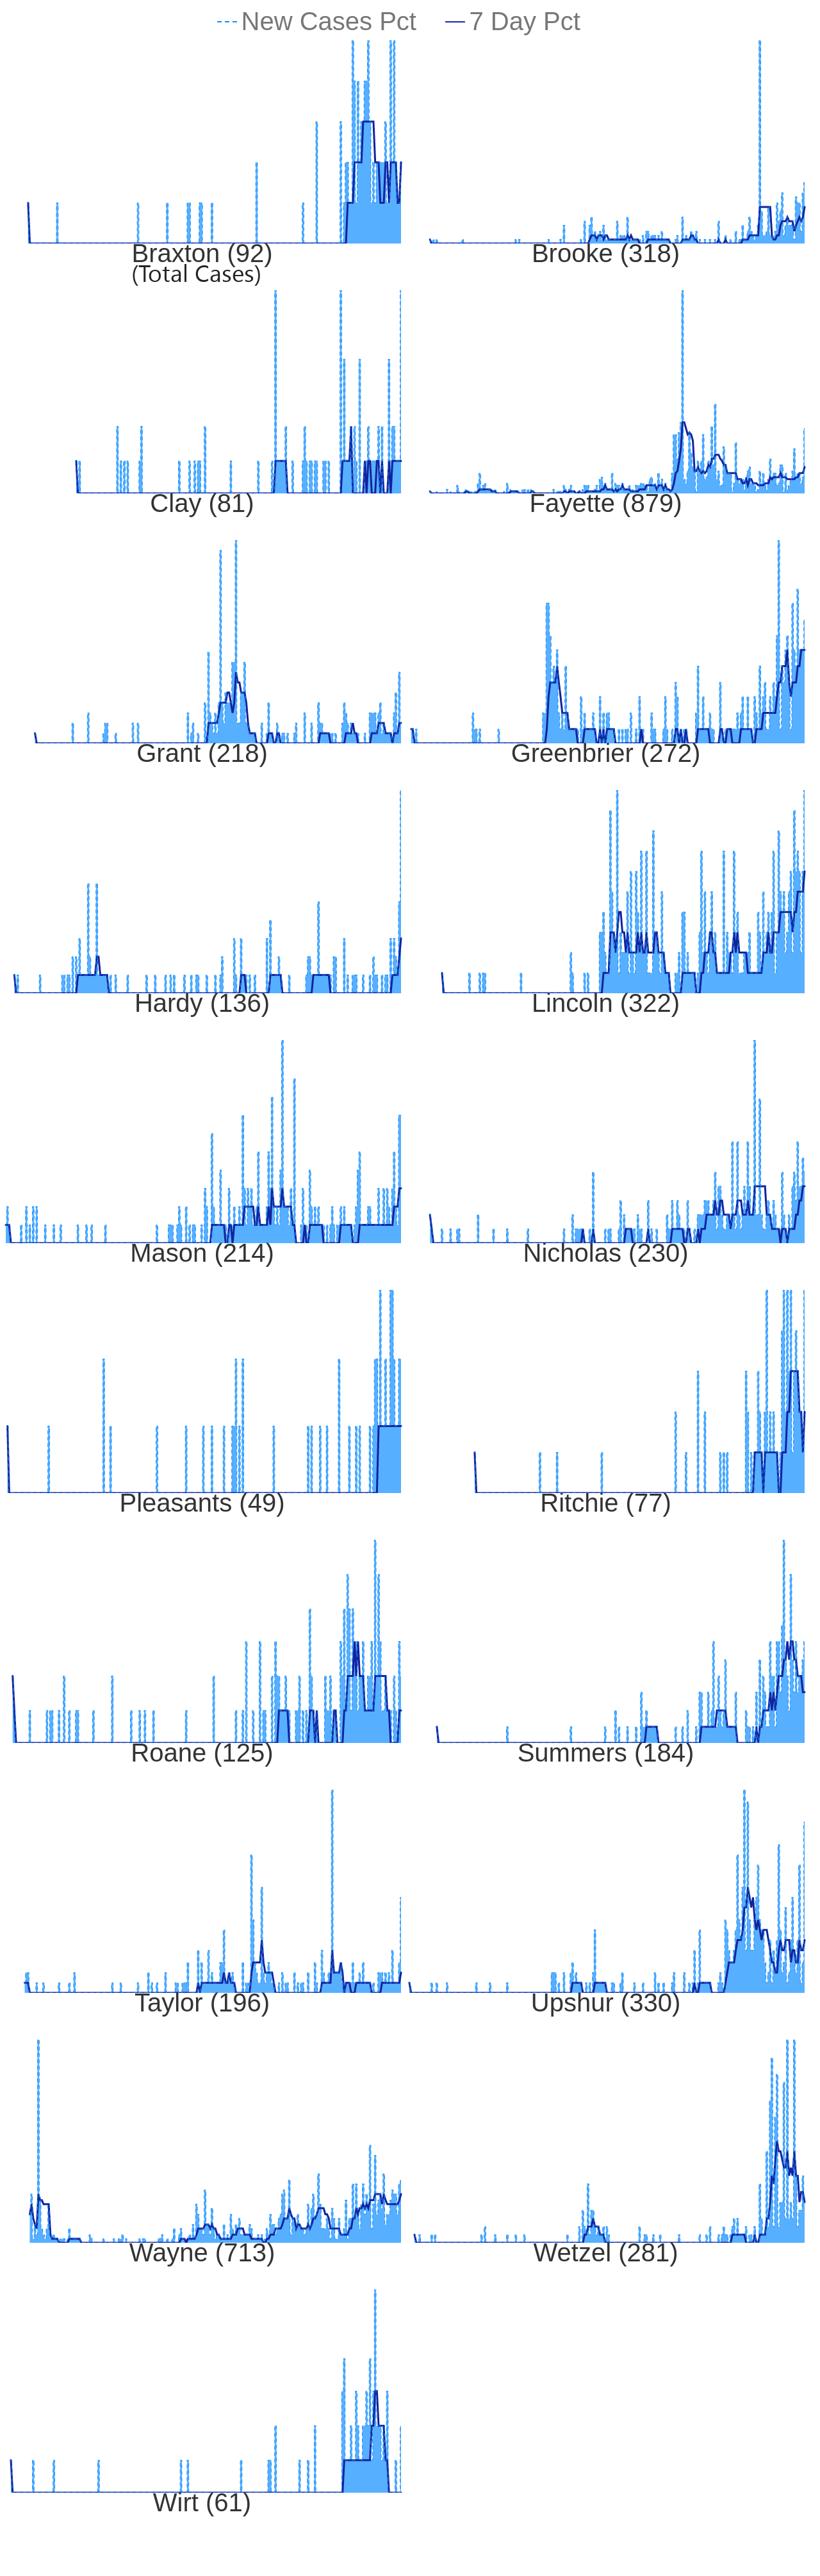 New Cases Pct 7 Day Pct
Braxton (92) Brooke (318)
(Total Cases)
Clay (81) Fayette (879)
Grant (218) Greenbrier (272)
Hardy (136) Lincoln (322)
Mason (214) Nicholas (230)
Pleasants (49) Ritchie (77)
Roane (125) Summers (184)
Taylor (196) Upshur (330)
Wayne (713) Wetzel (281)
Wirt (61)